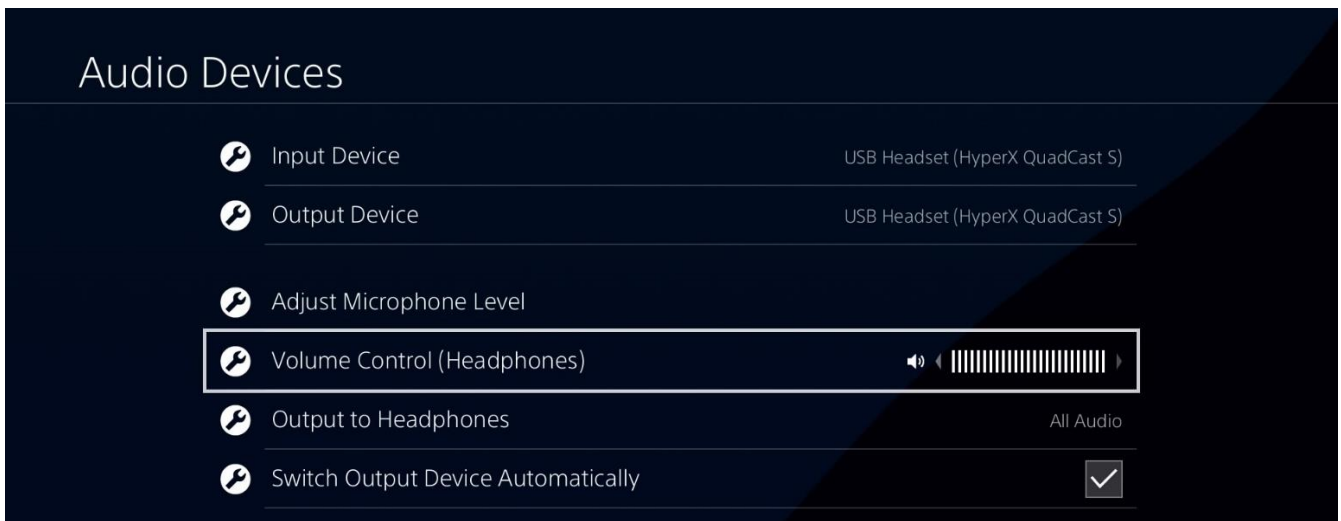 Audio Devices
Input Device USB Headset (HyperX QuadCast S)
Output Device USB Headset (HyperX QuadCast S)
Adjust Microphone Level
Volume Control (Headphones)
Output to Headphones All Audio
Switch Output Device Automatically